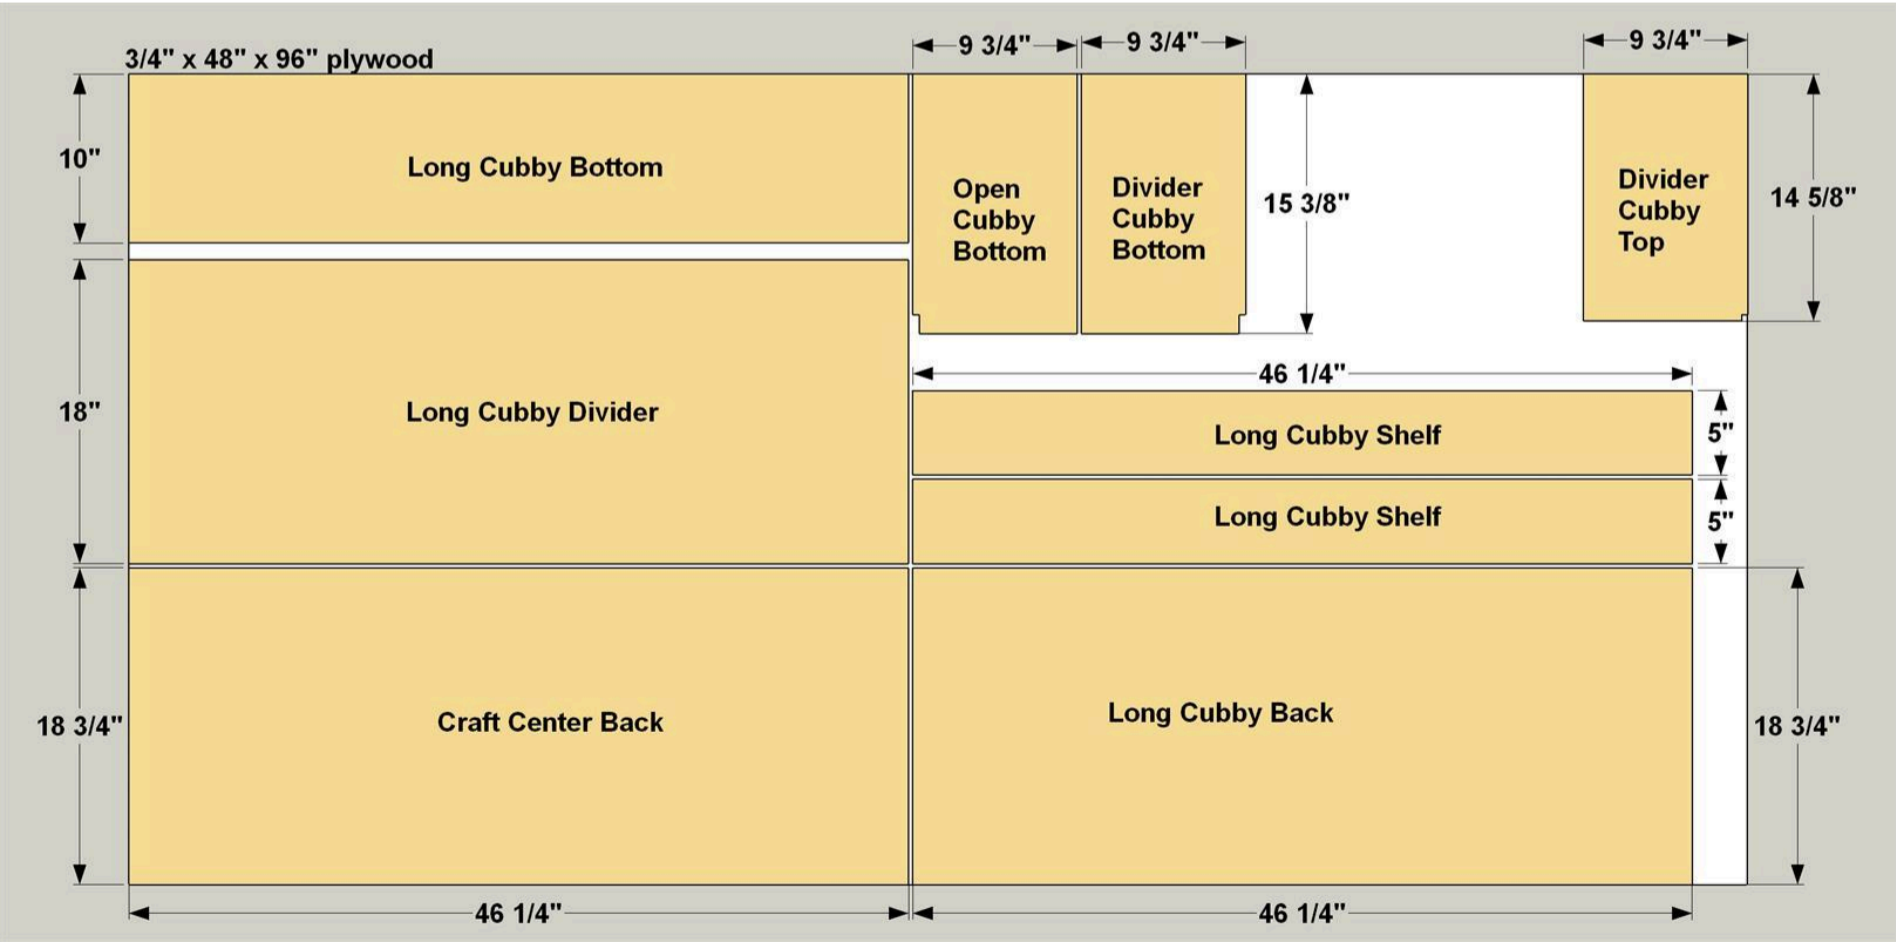 3/4" x 48" x 96" plywood
9 3/4"
9 3/4"
9 3/4"
10"
Long Cubby Bottom
Open
Cubby
Bottom
Divider
Cubby
Bottom
15 3/8"
Divider
Cubby
Top
14 5/8"
46 1/4"
18"
Long Cubby Divider
Long Cubby Shelf
5"
Long Cubby Shelf
5"
18 3/4"
Craft Center Back
Long Cubby Back
18 3/4"
46 1/4"
46 1/4"